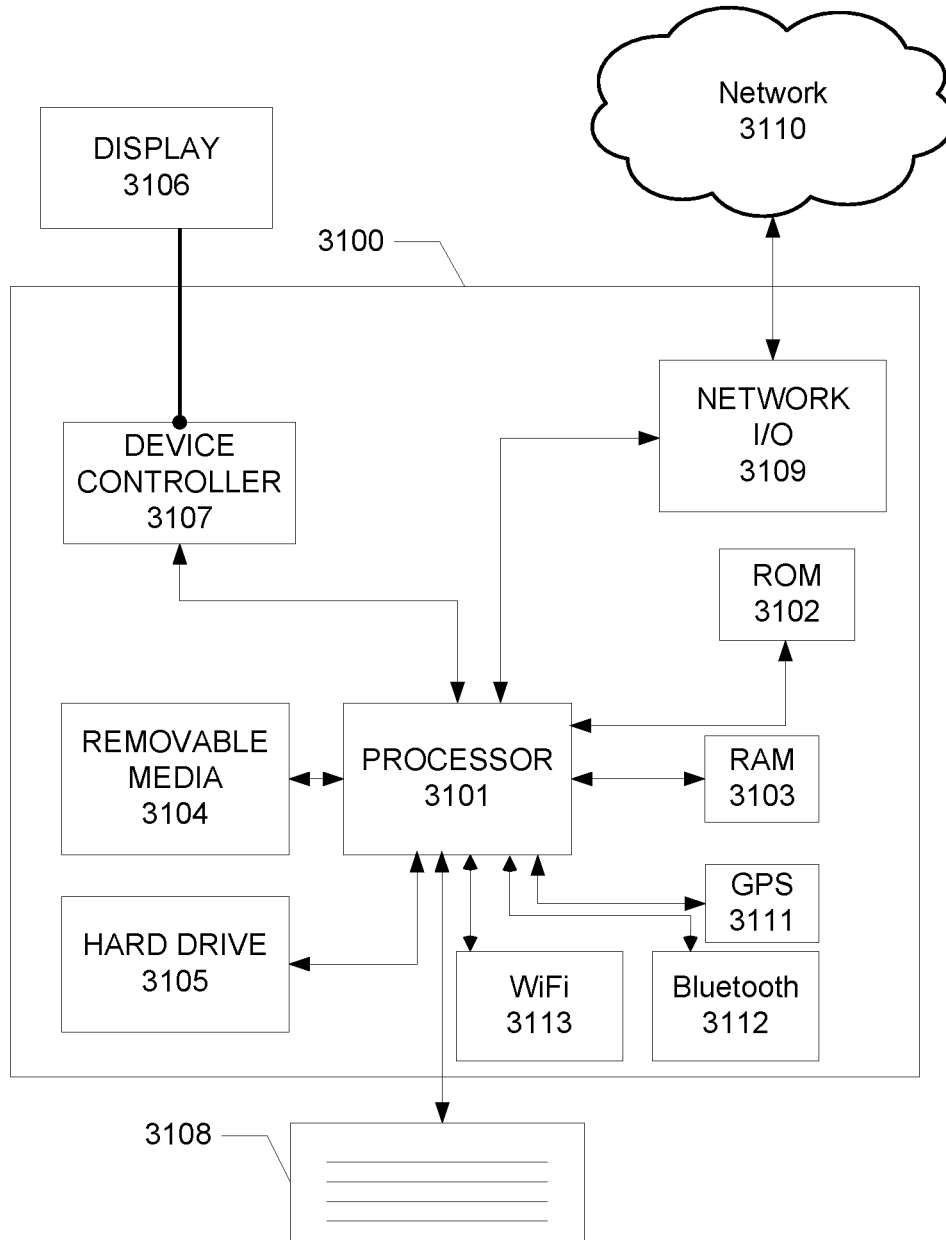 Network
3110
DISPLAY
3106
3100
NETWORK
I/O
3109
DEVICE
CONTROLLER
3107
ROM
3102
REMOVABLE
MEDIA
3104
PROCESSOR
3101
RAM
3103
GPS
3111
HARD DRIVE
3105
WiFi
3113
Bluetooth
3112
3108